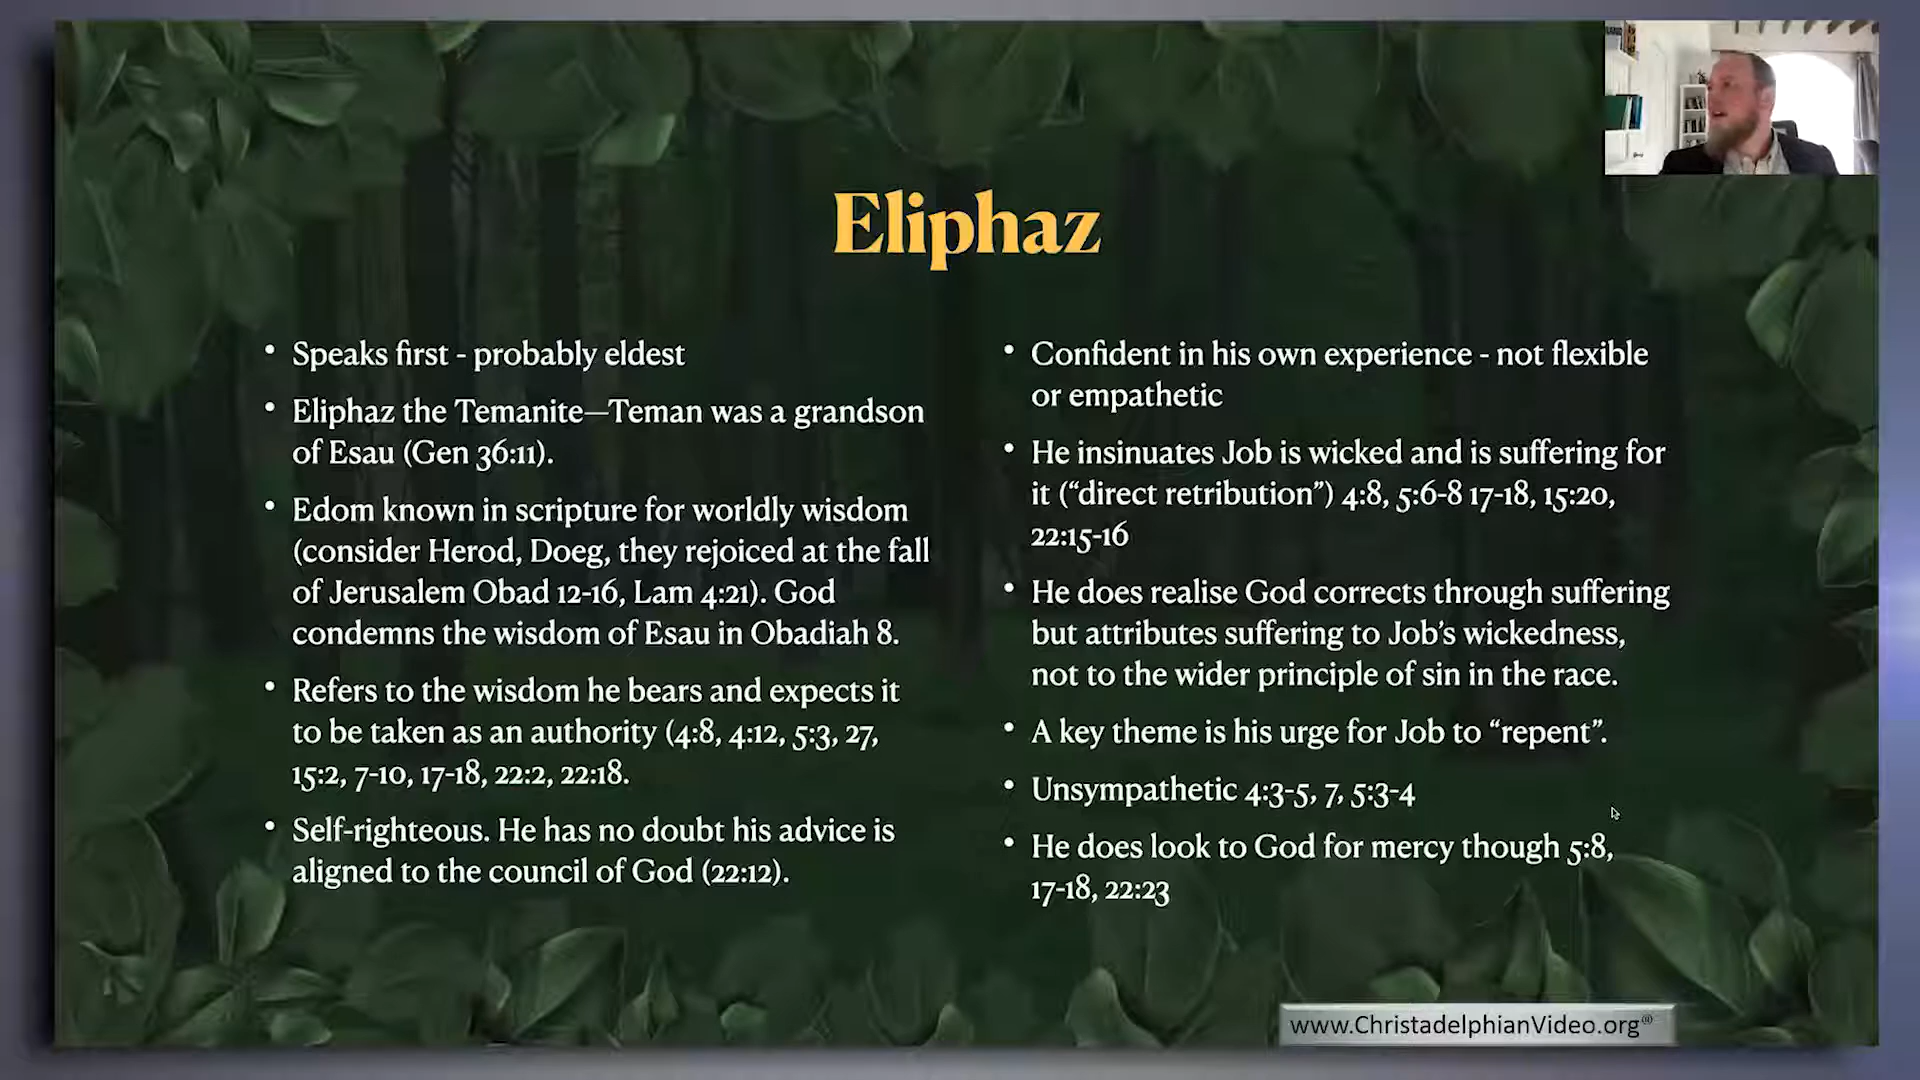 Eliphaz
• Speaks first - probably eldest
• Eliphaz the Temanite—Teman was a grandson
of Esau (Gen 36:11).
• Edom known in scripture for worldly wisdom
(consider Herod, Doeg, they rejoiced at the fall
of Jerusalem Obad 12-16, Lam 4:21). God
condemns the wisdom of Esau in Obadiah 8.
• Refers to the wisdom he bears and expects it
to be taken as an authority (4:8, 4:12, 5:3, 27,
15:2, 7-10, 17-18, 22:2, 22:18.
• Self-righteous. He has no doubt his advice is
aligned to the council of God (22:12).
• Confident in his own experience - not flexible
or empathetic
• He insinuates Job is wicked and is suffering for
it (“direct retribution”) 4:8, 5:6-8 17-18, 15:20,
22:15-16
• He does realise God corrects through suffering
but attributes suffering to Job’s wickedness,
not to the wider principle of sin in the race.
• A key theme is his urge for Job to “repent”.
• Unsympathetic 4:3-5, 7, 5:3-4
• He does look to God for mercy though 5:8,
17-18, 22:23
www.ChristadelphianVideo.org®